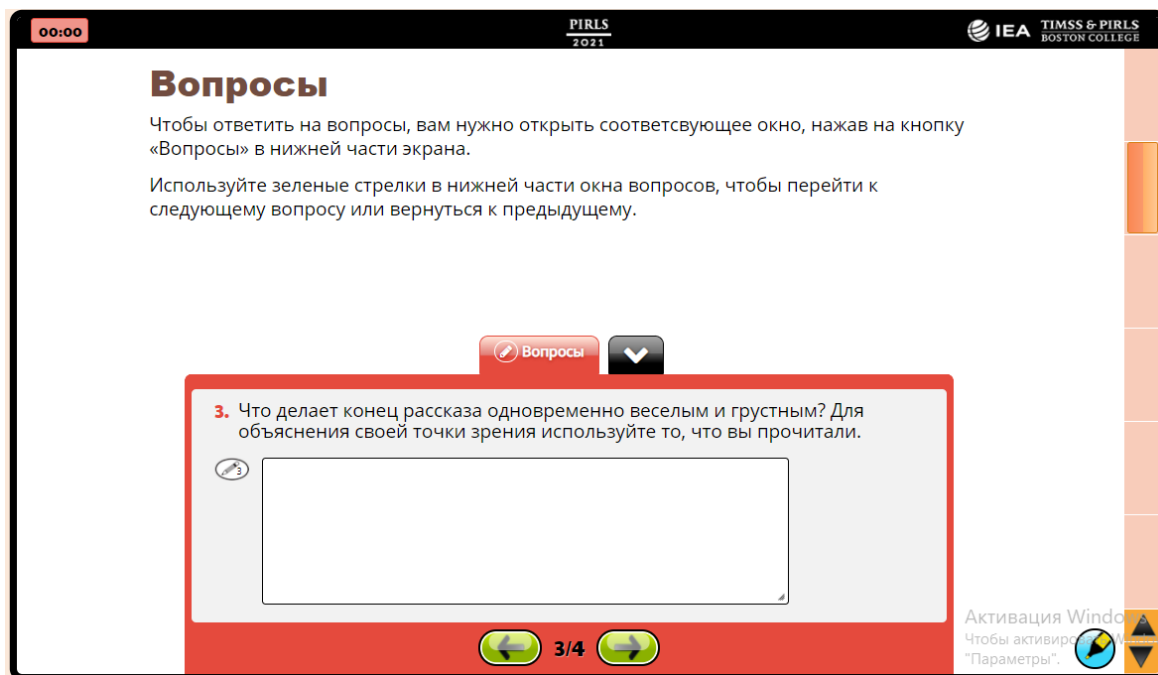 00:00
PIRLS
2021
IEA
TIMSS & PIRLS
BOSTON COLLEGE
Вопросы
Чтобы ответить на вопросы, вам нужно открыть соответсвующее окно, нажав на кнопку
«Вопросы» в нижней части экрана.
Используйте зеленые стрелки в нижней части окна вопросов, чтобы перейти к
следующему вопросу или вернуться к предыдущему.
Вопросы
3. Что делает конец рассказа одновременно веселым и грустным? Для
объяснения своей точки зрения используйте то, что вы прочитали.
3
3/4
Активация Windo
Чтобы активиро
"Параметры".